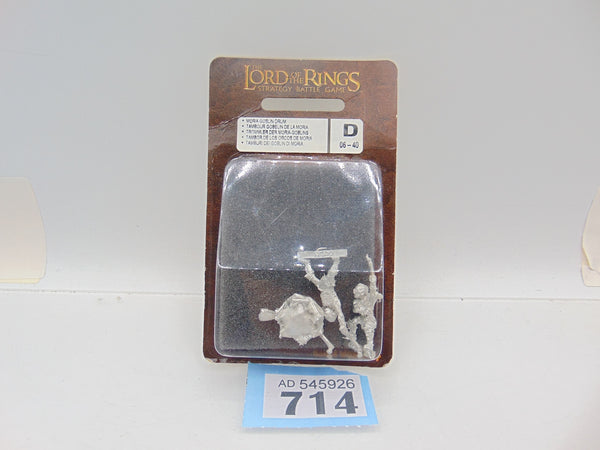 THE
LORD OF THE RINGS
STRATEGY BATTLE GAME
• MORIA GOBLIN DRUM
• TAMBOUR GOBELIN DE LA MORIA
• TROMMLER DER MORIA-GOBLINS
• TAMBOR DE LOS ORCOS DE MORIA
• TAMBURI DEI GOBLIN DI MORIA
D
06 – 40
AD 545926
714